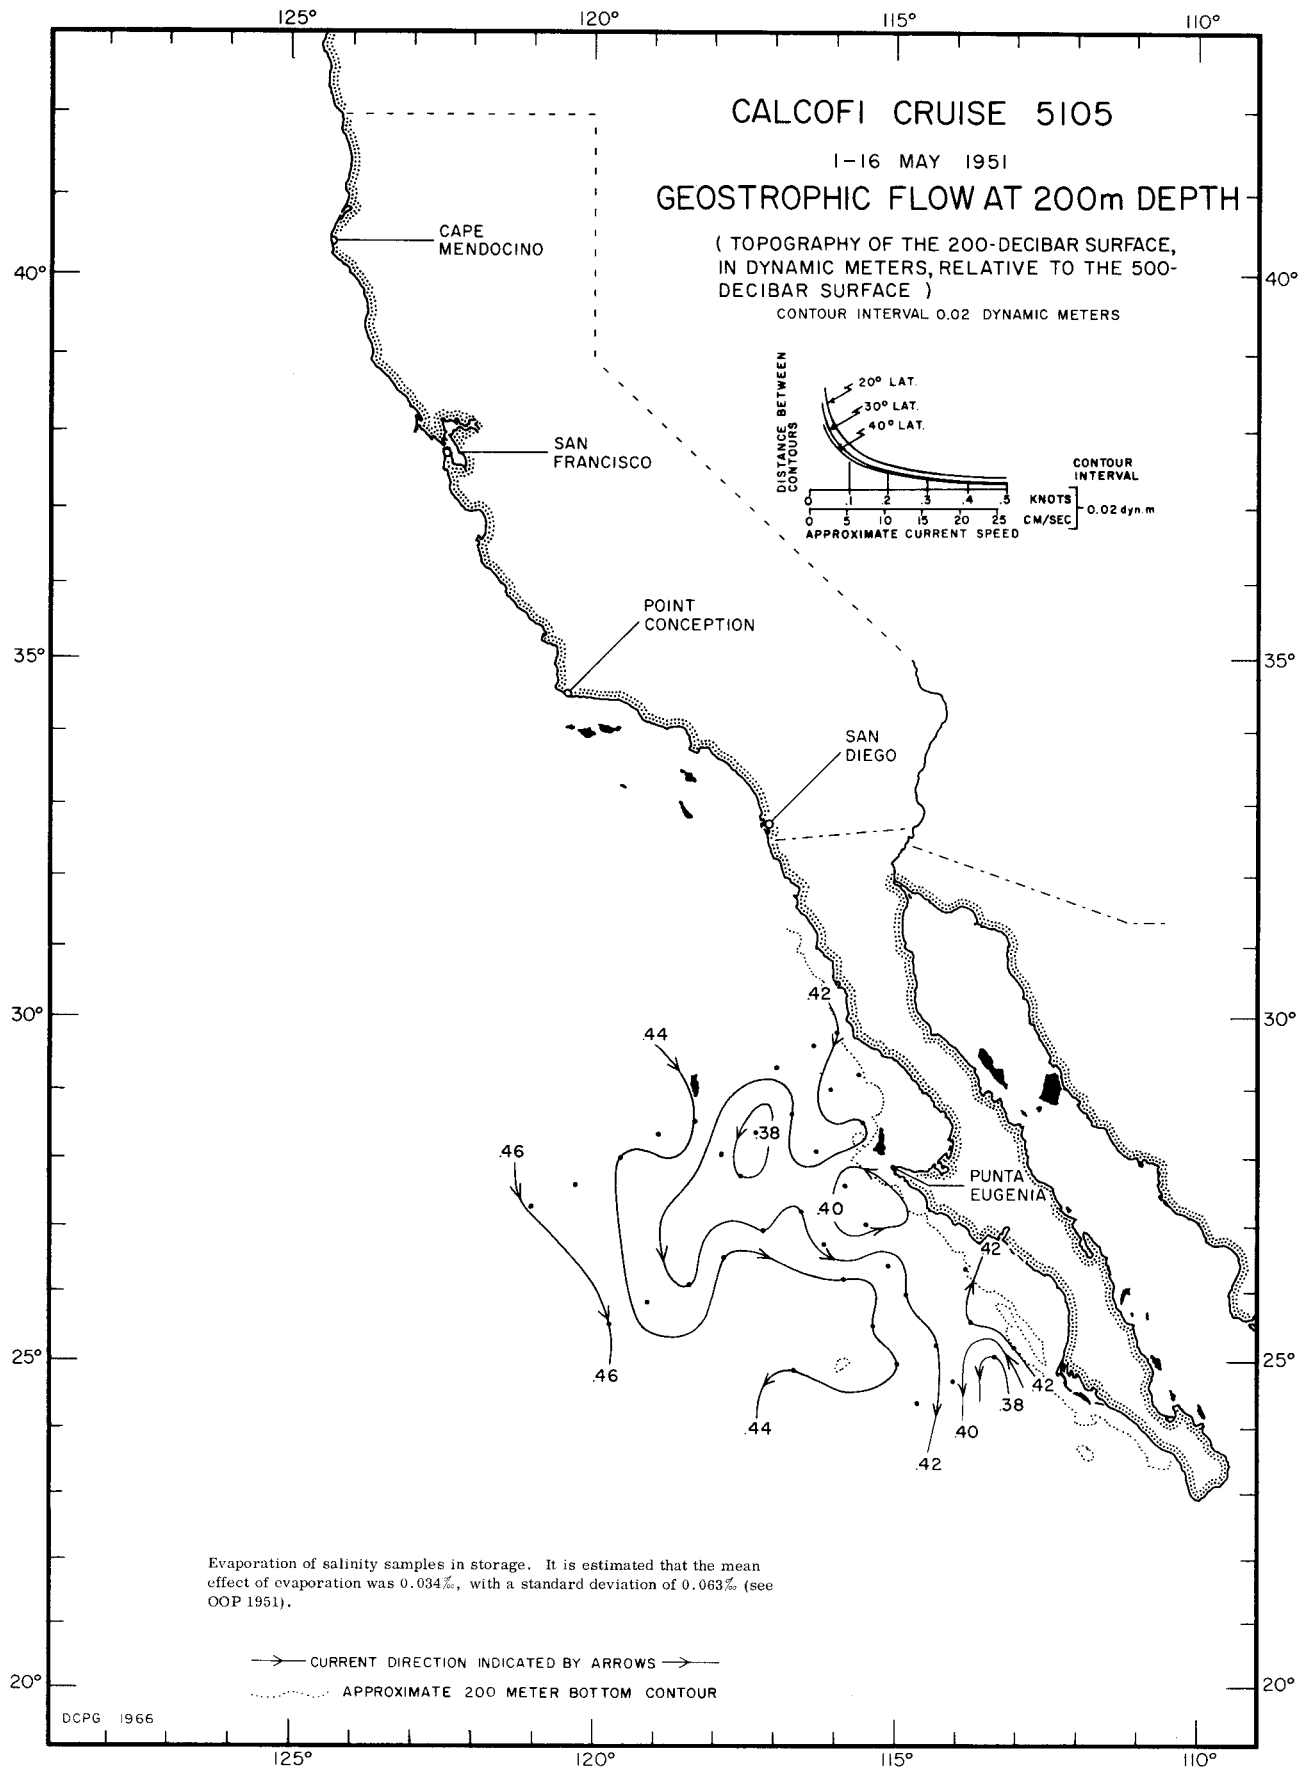 125° 120° 115° 110°
CALCOFI CRUISE 5105
1-16 MAY 1951
GEOSTROPHIC FLOW AT 200m DEPTH
( TOPOGRAPHY OF THE 200-DECIBAR SURFACE,
IN DYNAMIC METERS, RELATIVE TO THE 500-
DECIBAR SURFACE )
CONTOUR INTERVAL 0.02 DYNAMIC METERS
CAPE
MENDOCINO
40° 40°
DISTANCE BETWEEN
CONTOURS
20° LAT.
30° LAT.
40° LAT.
CONTOUR
INTERVAL
0 .1 .2 .3 .4 .5 KNOTS
0.02 dyn.m
0 5 10 15 20 25 CM/SEC
APPROXIMATE CURRENT SPEED
SAN
FRANCISCO
POINT
CONCEPTION
35° 35°
SAN
DIEGO
.42
30° 30°
.44
.38
.46
PUNTA
EUGENIA
.40
.42
25° 25°
.46
.42
.38
.44
.40
.42
Evaporation of salinity samples in storage. It is estimated that the mean
effect of evaporation was 0.034‰, with a standard deviation of 0.063‰ (see
OOP 1951).
CURRENT DIRECTION INDICATED BY ARROWS
20° 20°
APPROXIMATE 200 METER BOTTOM CONTOUR
DCPG 1966
125° 120° 115° 110°